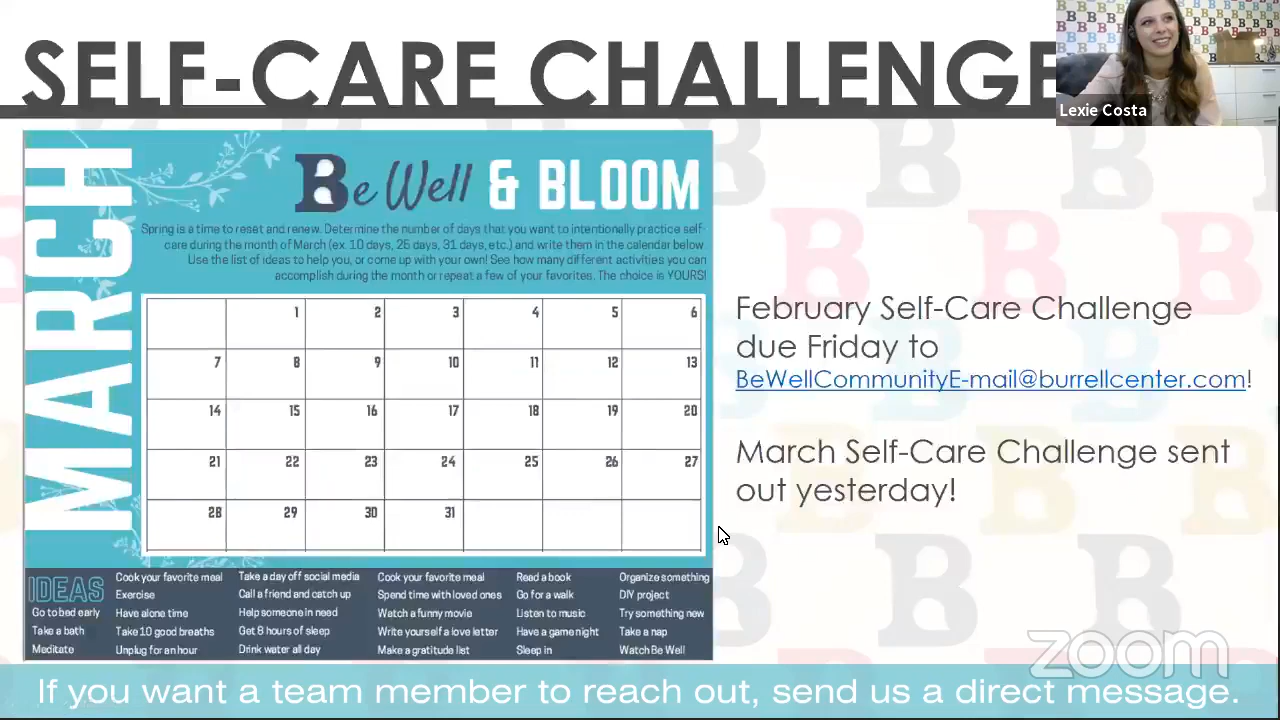 SELF-CARE CHALLENGE
Lexie Costa
MARCH
Be Well & BLOOM
Spring is a time to reset and renew. Determine the number of days that you want to intentionally practice self-
care during the month of March (ex. 10 days, 26 days, 31 days, etc.) and write them in the calendar below.
Use the list of ideas to help you, or come up with your own! See how many different activities you can
accomplish during the month or repeat a few of your favorites. The choice is YOURS!
1 2 3 4 5 6
7 8 9 10 11 12 13
14 15 16 17 18 19 20
21 22 23 24 25 26 27
28 29 30 31
IDEAS
Go to bed early
Take a bath
Meditate
Cook your favorite meal
Exercise
Have alone time
Take 10 good breaths
Unplug for an hour
Take a day off social media
Call a friend and catch up
Help someone in need
Get 8 hours of sleep
Drink water all day
Cook your favorite meal
Spend time with loved ones
Watch a funny movie
Write yourself a love letter
Make a gratitude list
Read a book
Go for a walk
Listen to music
Have a game night
Sleep in
Organize something
DIY project
Try something new
Take a nap
Watch Be Well
February Self-Care Challenge
due Friday to
BeWellCommunityE-mail@burrellcenter.com!
March Self-Care Challenge sent
out yesterday!
zoom
If you want a team member to reach out, send us a direct message.